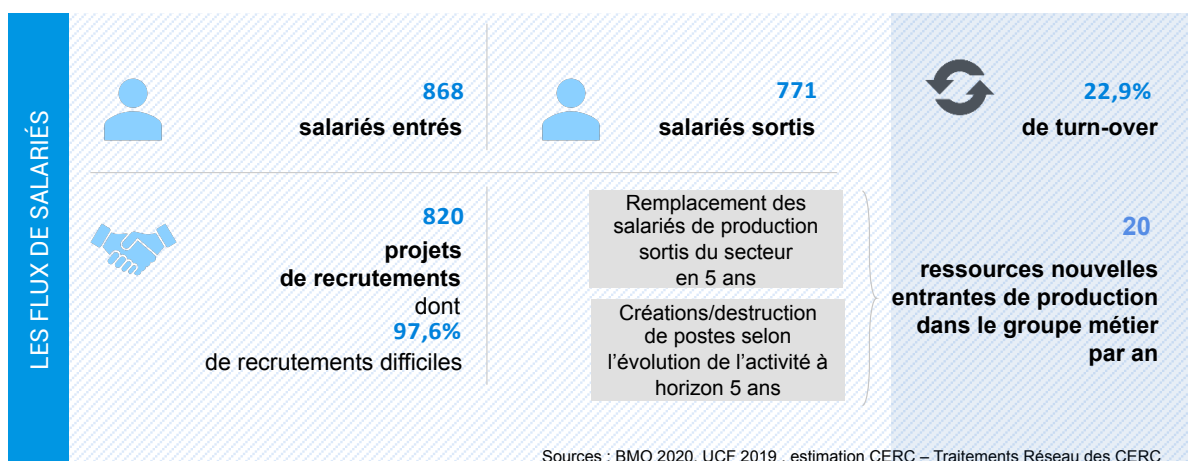 LES FLUX DE SALARIÉS
868
salariés entrés
771
salariés sortis
22,9%
de turn-over
820
projets
de recrutements
dont
97,6%
de recrutements difficiles
Remplacement des
salariés de production
sortis du secteur
en 5 ans
Créations/destruction
de postes selon
l’évolution de l’activité à
horizon 5 ans
20
ressources nouvelles
entrantes de production
dans le groupe métier
par an
Sources : BMO 2020, UCF 2019 , estimation CERC – Traitements Réseau des CERC